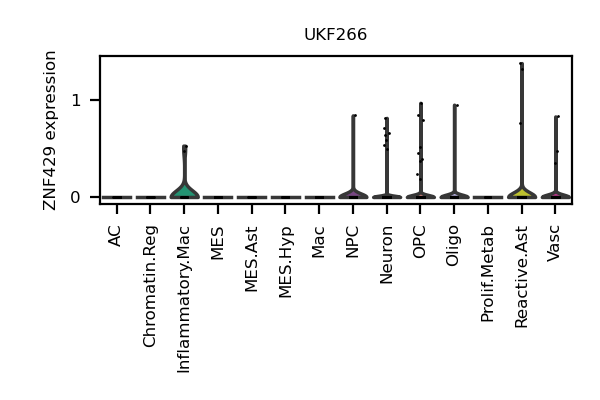 UKF266
ZNF429 expression
1
0
AC
Chromatin.Reg
Inflammatory.Mac
MES
MES.Ast
MES.Hyp
Mac
NPC
Neuron
OPC
Oligo
Prolif.Metab
Reactive.Ast
Vasc